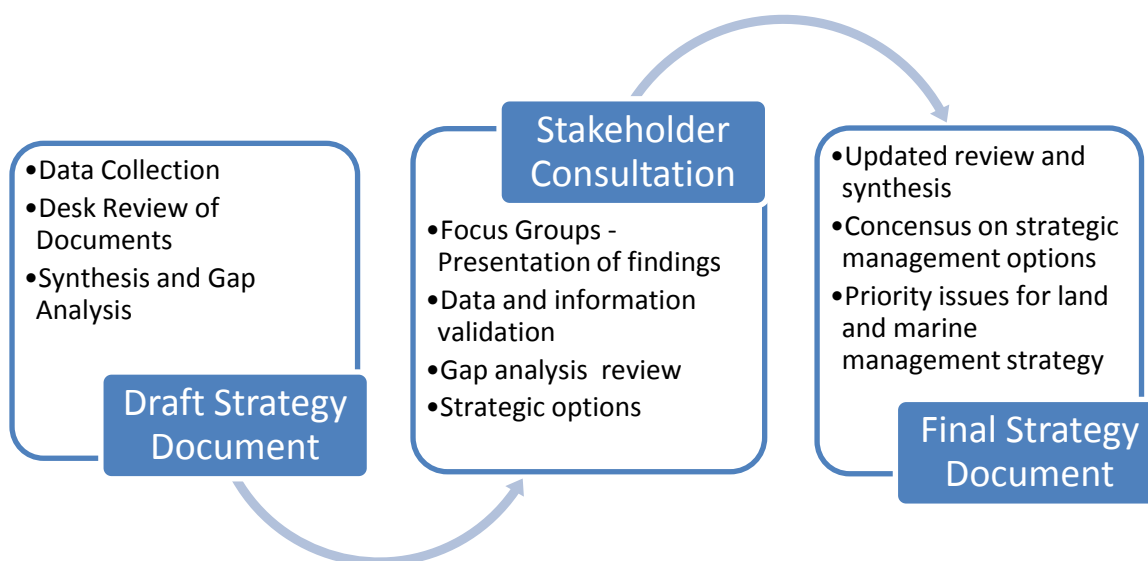 •Data Collection
•Desk Review of
Documents
•Synthesis and Gap
Analysis
Draft Strategy
Document
Stakeholder
Consultation
•Focus Groups -
Presentation of findings
•Data and information
validation
•Gap analysis  review
•Strategic options
•Updated review and
synthesis
•Concensus on strategic
management options
•Priority issues for land
and marine
management strategy
Final Strategy
Document